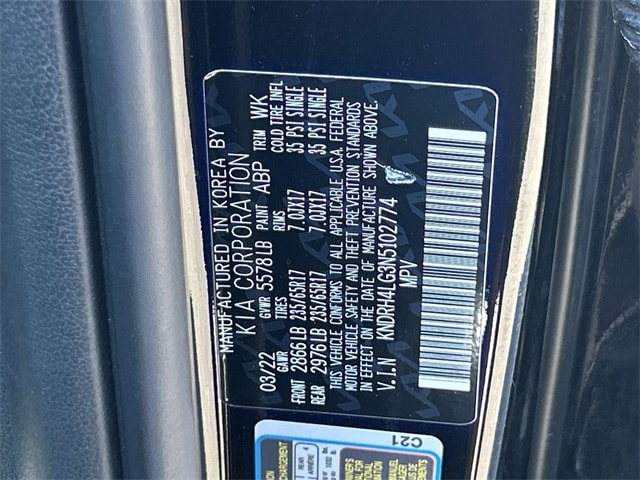 MANUFACTURED IN KOREA BY
KIA CORPORATION
03/22 GVWR 5578LB PAINT ABP TRIM WK
GAWR TIRES RIMS COLD TIRE INFL
FRONT 2866LB 235/65R17 7.0JX17 35 PSI SINGLE
REAR 2976LB 235/65R17 7.0JX17. 35 PSI SINGLE
THIS VEHICLE CONFORMS TO ALL APPLICABLE U.S.A. FEDERAL
MOTOR VEHICLE SAFETY AND THEFT PREVENTION STANDARDS
IN EFFECT ON THE DATE OF MANUFACTURE SHOWN ABOVE.
V.I.N KNDRH4LG3N5102774
MPV
C21
REAR 4
ARRIERE